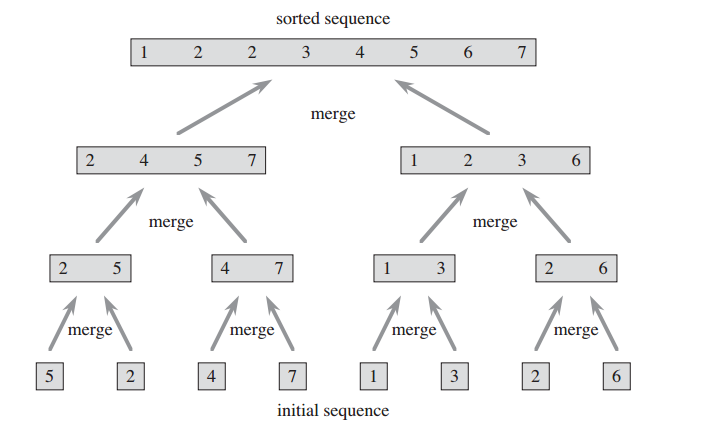 sorted sequence
1 2 2 3 4 5 6 7
merge
2 4 5 7 1 2 3 6
merge merge
2 5 4 7 1 3 2 6
merge merge merge merge
5 2 4 7 1 3 2 6
initial sequence